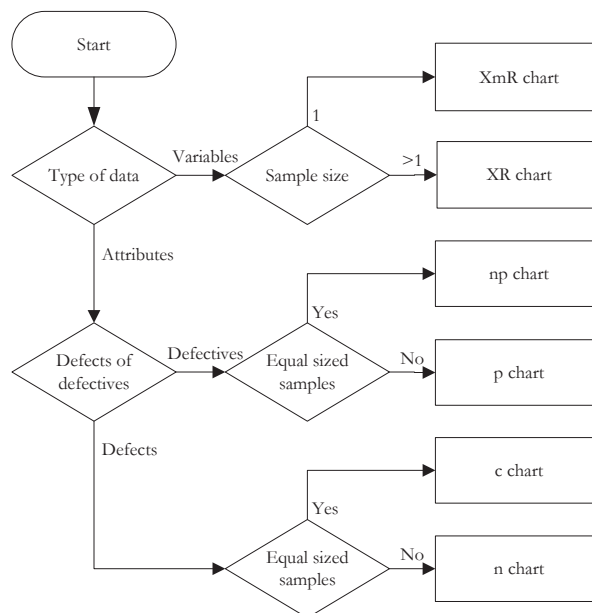 Start
XmR chart
1
Type of data
Variables
Sample size
>1
XR chart
Attributes
np chart
Yes
Defects of
defectives
Defectives
Equal sized
samples
No
p chart
Defects
c chart
Yes
Equal sized
samples
No
n chart